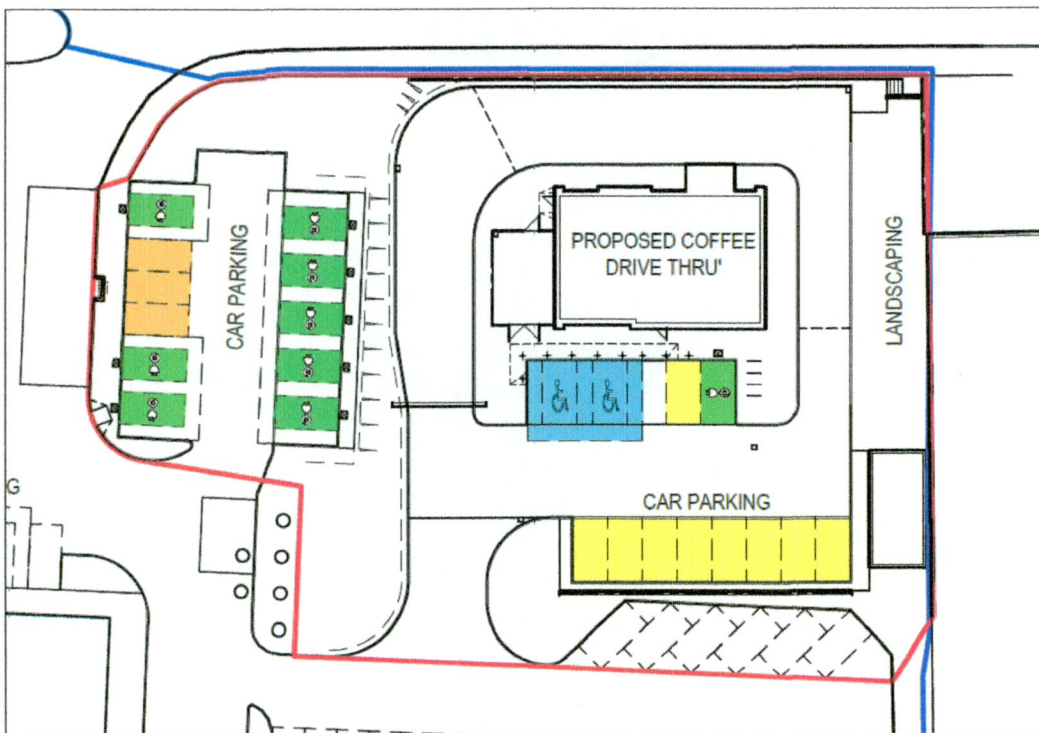 PROPOSED COFFEE
DRIVE THRU'
CAR PARKING
LANDSCAPING
CAR PARKING
G